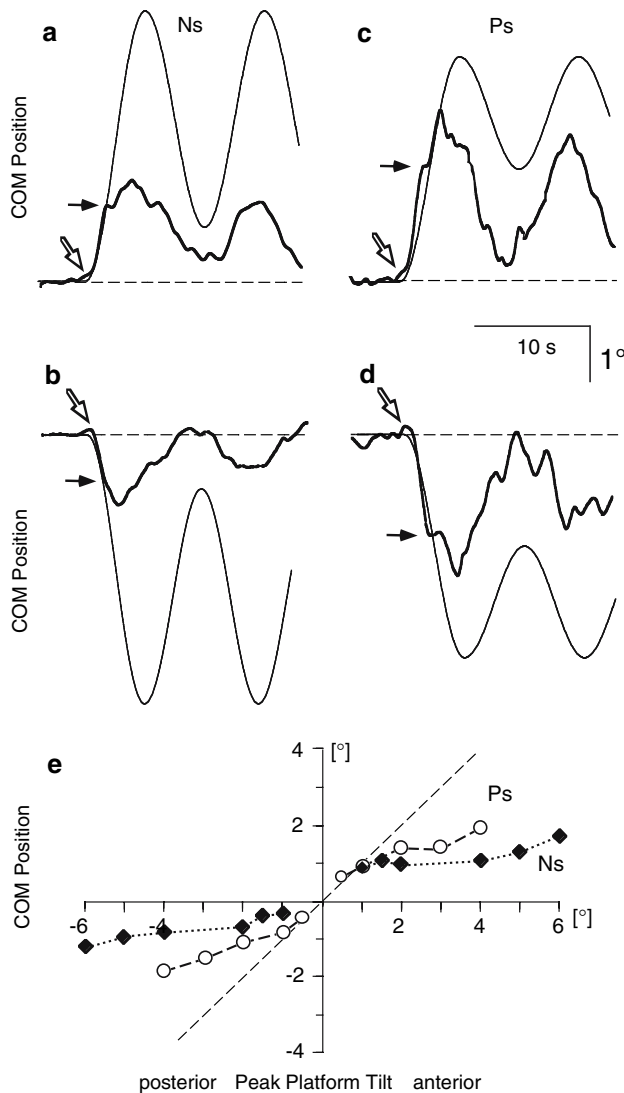 a
Ns
c
Ps
COM Position
10 s
1°
b
d
COM Position
e
4
[°]
Ps
COM Position
2
Ns
-6
-4
-2
[°]
2
4
6
-2
-4
posterior Peak Platform Tilt anterior